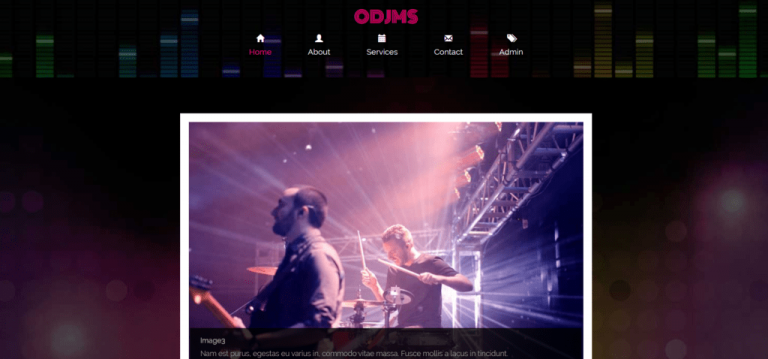 ODJMS
Home About Services Contact Admin
Image3
Nam est purus, egestas eu varius in, commodo vitae massa. Fusce mollis a lacus in tincidunt.